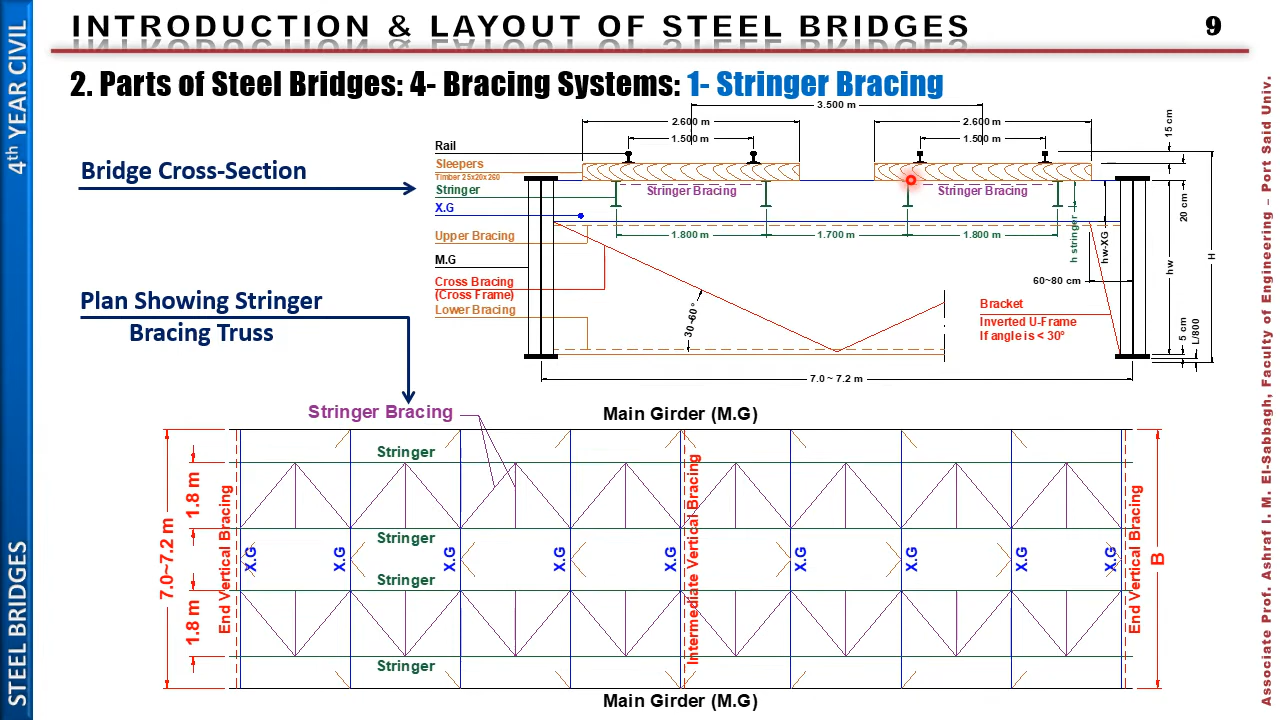 INTRODUCTION & LAYOUT OF STEEL BRIDGES
9
4th YEAR CIVIL
STEEL BRIDGES
Associate Prof. Ashraf I. M. El-Sabbagh, Faculty of Engineering – Port Said Univ.
2. Parts of Steel Bridges: 4- Bracing Systems: 1- Stringer Bracing
Bridge Cross-Section
Plan Showing Stringer
Bracing Truss
3.500 m
2.600 m
2.600 m
1.500 m
1.500 m
15 cm
Rail
Sleepers
Timber 25x20x260
Stringer
X.G
Upper Bracing
M.G
Cross Bracing
(Cross Frame)
Lower Bracing
Stringer Bracing
Stringer Bracing
1.800 m
1.700 m
1.800 m
h stringer
hw-XG
20 cm
hw
H
60~80 cm
30~60°
Bracket
Inverted U-Frame
If angle is < 30°
5 cm
L/800
7.0 ~ 7.2 m
Stringer Bracing
Main Girder (M.G)
Stringer
Stringer
Stringer
Stringer
7.0~7.2 m
1.8 m
1.8 m
End Vertical Bracing
X.G
X.G
X.G
X.G
X.G
Intermediate Vertical Bracing
X.G
X.G
X.G
X.G
End Vertical Bracing
B
Main Girder (M.G)